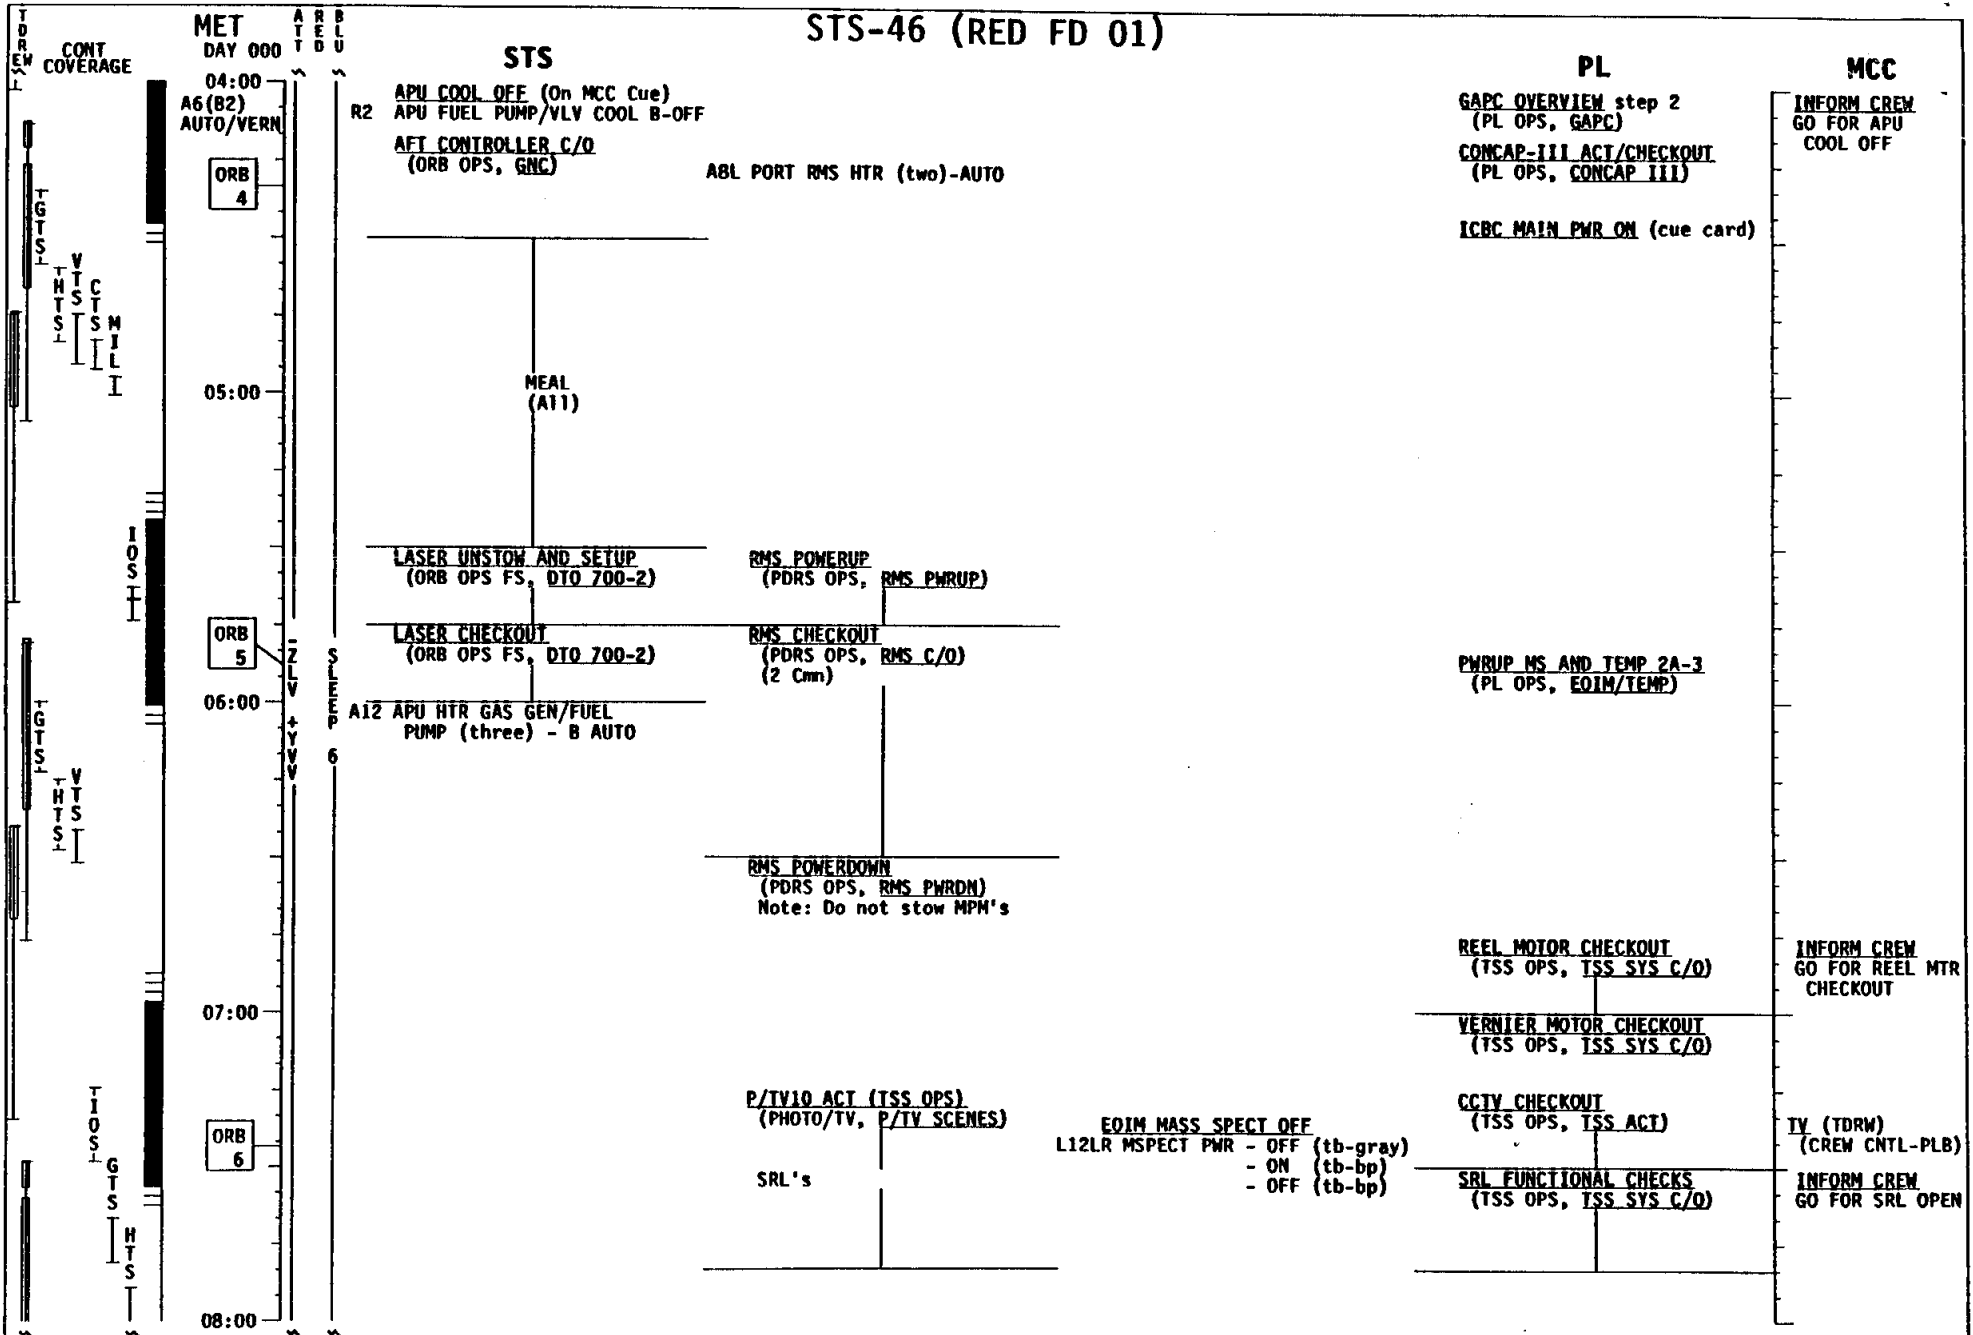 STS-46 (RED FD 01)
TDREW
CONT
COVERAGE
MET
DAY 000
ATT
RED
BLU
STS
PL
MCC
04:00
A6(B2)
AUTO/VERN
ORB
4
APU COOL OFF (On MCC Cue)
R2 APU FUEL PUMP/VLV COOL B-OFF
AFT CONTROLLER C/O
(ORB OPS, GNC)
A8L PORT RMS HTR (two)-AUTO
GAPC OVERVIEW step 2
(PL OPS, GAPC)
CONCAP-III ACT/CHECKOUT
(PL OPS, CONCAP III)
ICBC MAIN PWR ON (cue card)
INFORM CREW
GO FOR APU
COOL OFF
GTS
HTS
VTS
CTS
MIL
05:00
MEAL
(All)
IOS
LASER UNSTOW AND SETUP
(ORB OPS FS, DTO 700-2)
RMS POWERUP
(PDRS OPS, RMS PWRUP)
ORB
5
-ZLV +YVV
SLEEP 6
LASER CHECKOUT
(ORB OPS FS, DTO 700-2)
RMS CHECKOUT
(PDRS OPS, RMS C/O)
(2 Cmn)
PWRUP MS AND TEMP 2A-3
(PL OPS, EOIM/TEMP)
06:00
A12 APU HTR GAS GEN/FUEL
PUMP (three) - B AUTO
GTS
HTS
VTS
RMS POWERDOWN
(PDRS OPS, RMS PWRDN)
Note: Do not stow MPM's
REEL MOTOR CHECKOUT
(TSS OPS, TSS SYS C/O)
INFORM CREW
GO FOR REEL MTR
CHECKOUT
07:00
VERNIER MOTOR CHECKOUT
(TSS OPS, TSS SYS C/O)
IOS
GTS
HTS
ORB
6
P/TV10 ACT (TSS OPS)
(PHOTO/TV, P/TV SCENES)
SRL's
EOIM MASS SPECT OFF
L12LR MSPECT PWR - OFF (tb-gray)
- ON (tb-bp)
- OFF (tb-bp)
CCTV CHECKOUT
(TSS OPS, TSS ACT)
TV (TDRW)
(CREW CNTL-PLB)
SRL FUNCTIONAL CHECKS
(TSS OPS, TSS SYS C/O)
INFORM CREW
GO FOR SRL OPEN
08:00